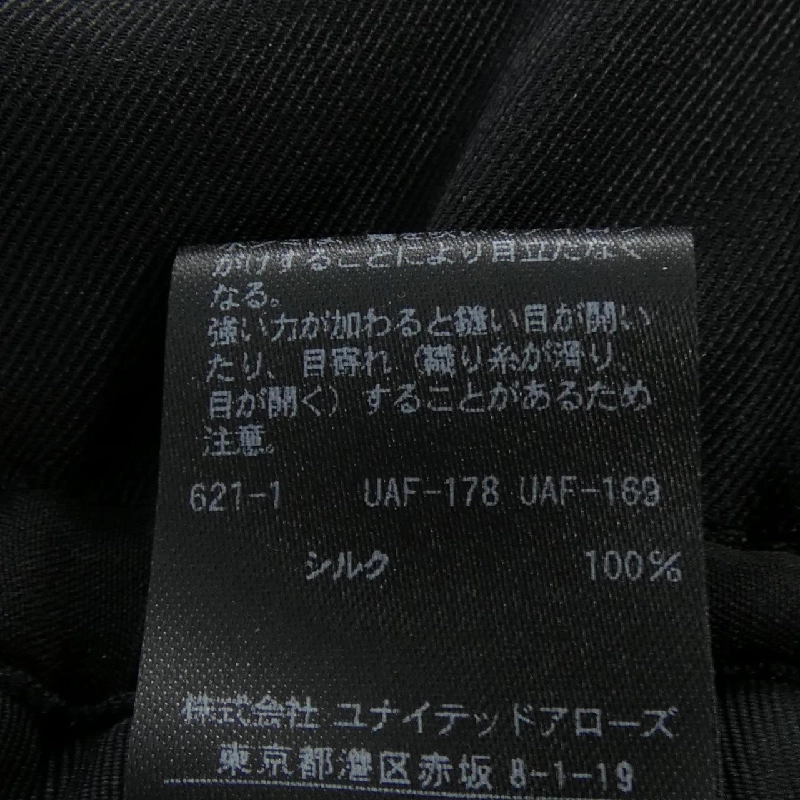 がけすることにより目立たなく
なる。
強い力が加わると縫い目が開い
たり、目寄れ（織り糸が滑り、
目が開く）することがあるため
注意。
621-1 UAF-178 UAF-169
シルク 100%
株式会社 ユナイテッドアローズ
東京都港区赤坂 8-1-19